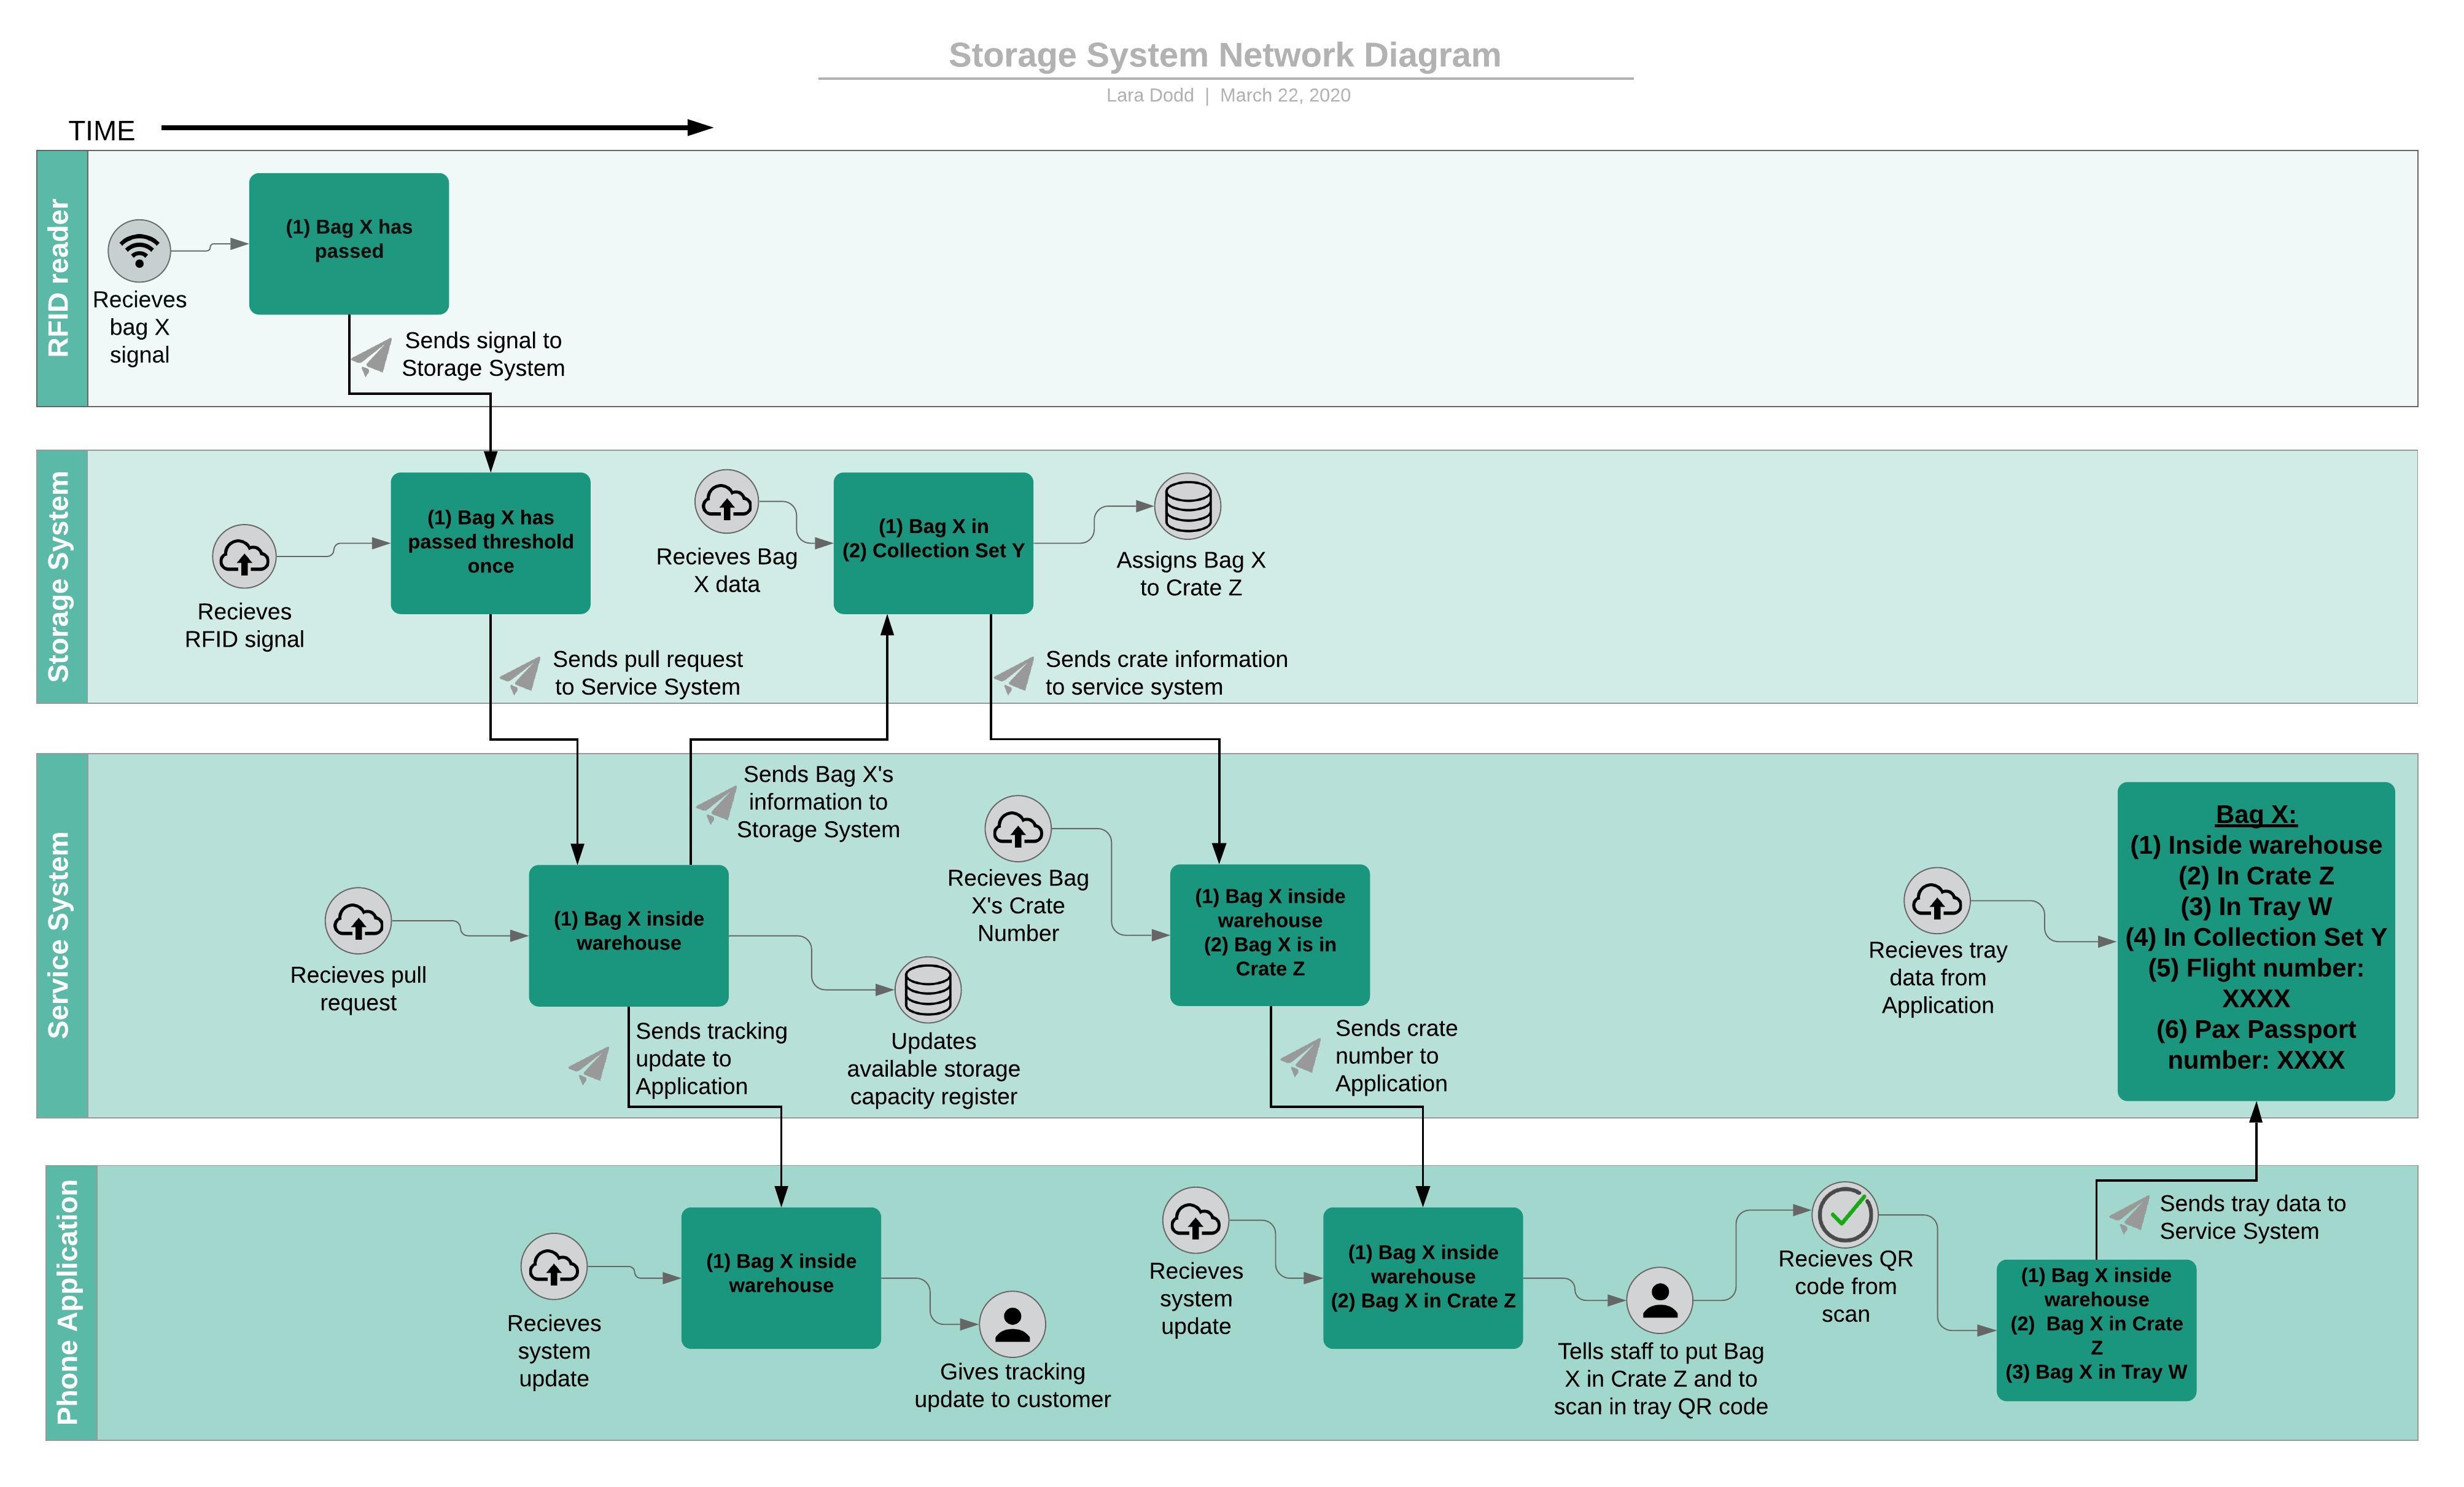 Storage System Network Diagram
Lara Dodd | March 22, 2020
TIME
RFID reader
Recieves
bag X
signal
(1) Bag X has
passed
Sends signal to
Storage System
Storage System
Recieves
RFID signal
(1) Bag X has
passed threshold
once
Sends pull request
to Service System
Recieves Bag
X data
(1) Bag X in
(2) Collection Set Y
Assigns Bag X
to Crate Z
Sends crate information
to service system
Service System
Recieves pull
request
(1) Bag X inside
warehouse
Sends Bag X's
information to
Storage System
Sends tracking
update to
Application
Updates
available storage
capacity register
Recieves Bag
X's Crate
Number
(1) Bag X inside
warehouse
(2) Bag X is in
Crate Z
Sends crate
number to
Application
Recieves tray
data from
Application
Bag X:
(1) Inside warehouse
(2) In Crate Z
(3) In Tray W
(4) In Collection Set Y
(5) Flight number:
XXXX
(6) Pax Passport
number: XXXX
Phone Application
Recieves
system
update
(1) Bag X inside
warehouse
Gives tracking
update to customer
Recieves
system
update
(1) Bag X inside
warehouse
(2) Bag X in Crate Z
Tells staff to put Bag
X in Crate Z and to
scan in tray QR code
Recieves QR
code from
scan
(1) Bag X inside
warehouse
(2) Bag X in Crate
Z
(3) Bag X in Tray W
Sends tray data to
Service System